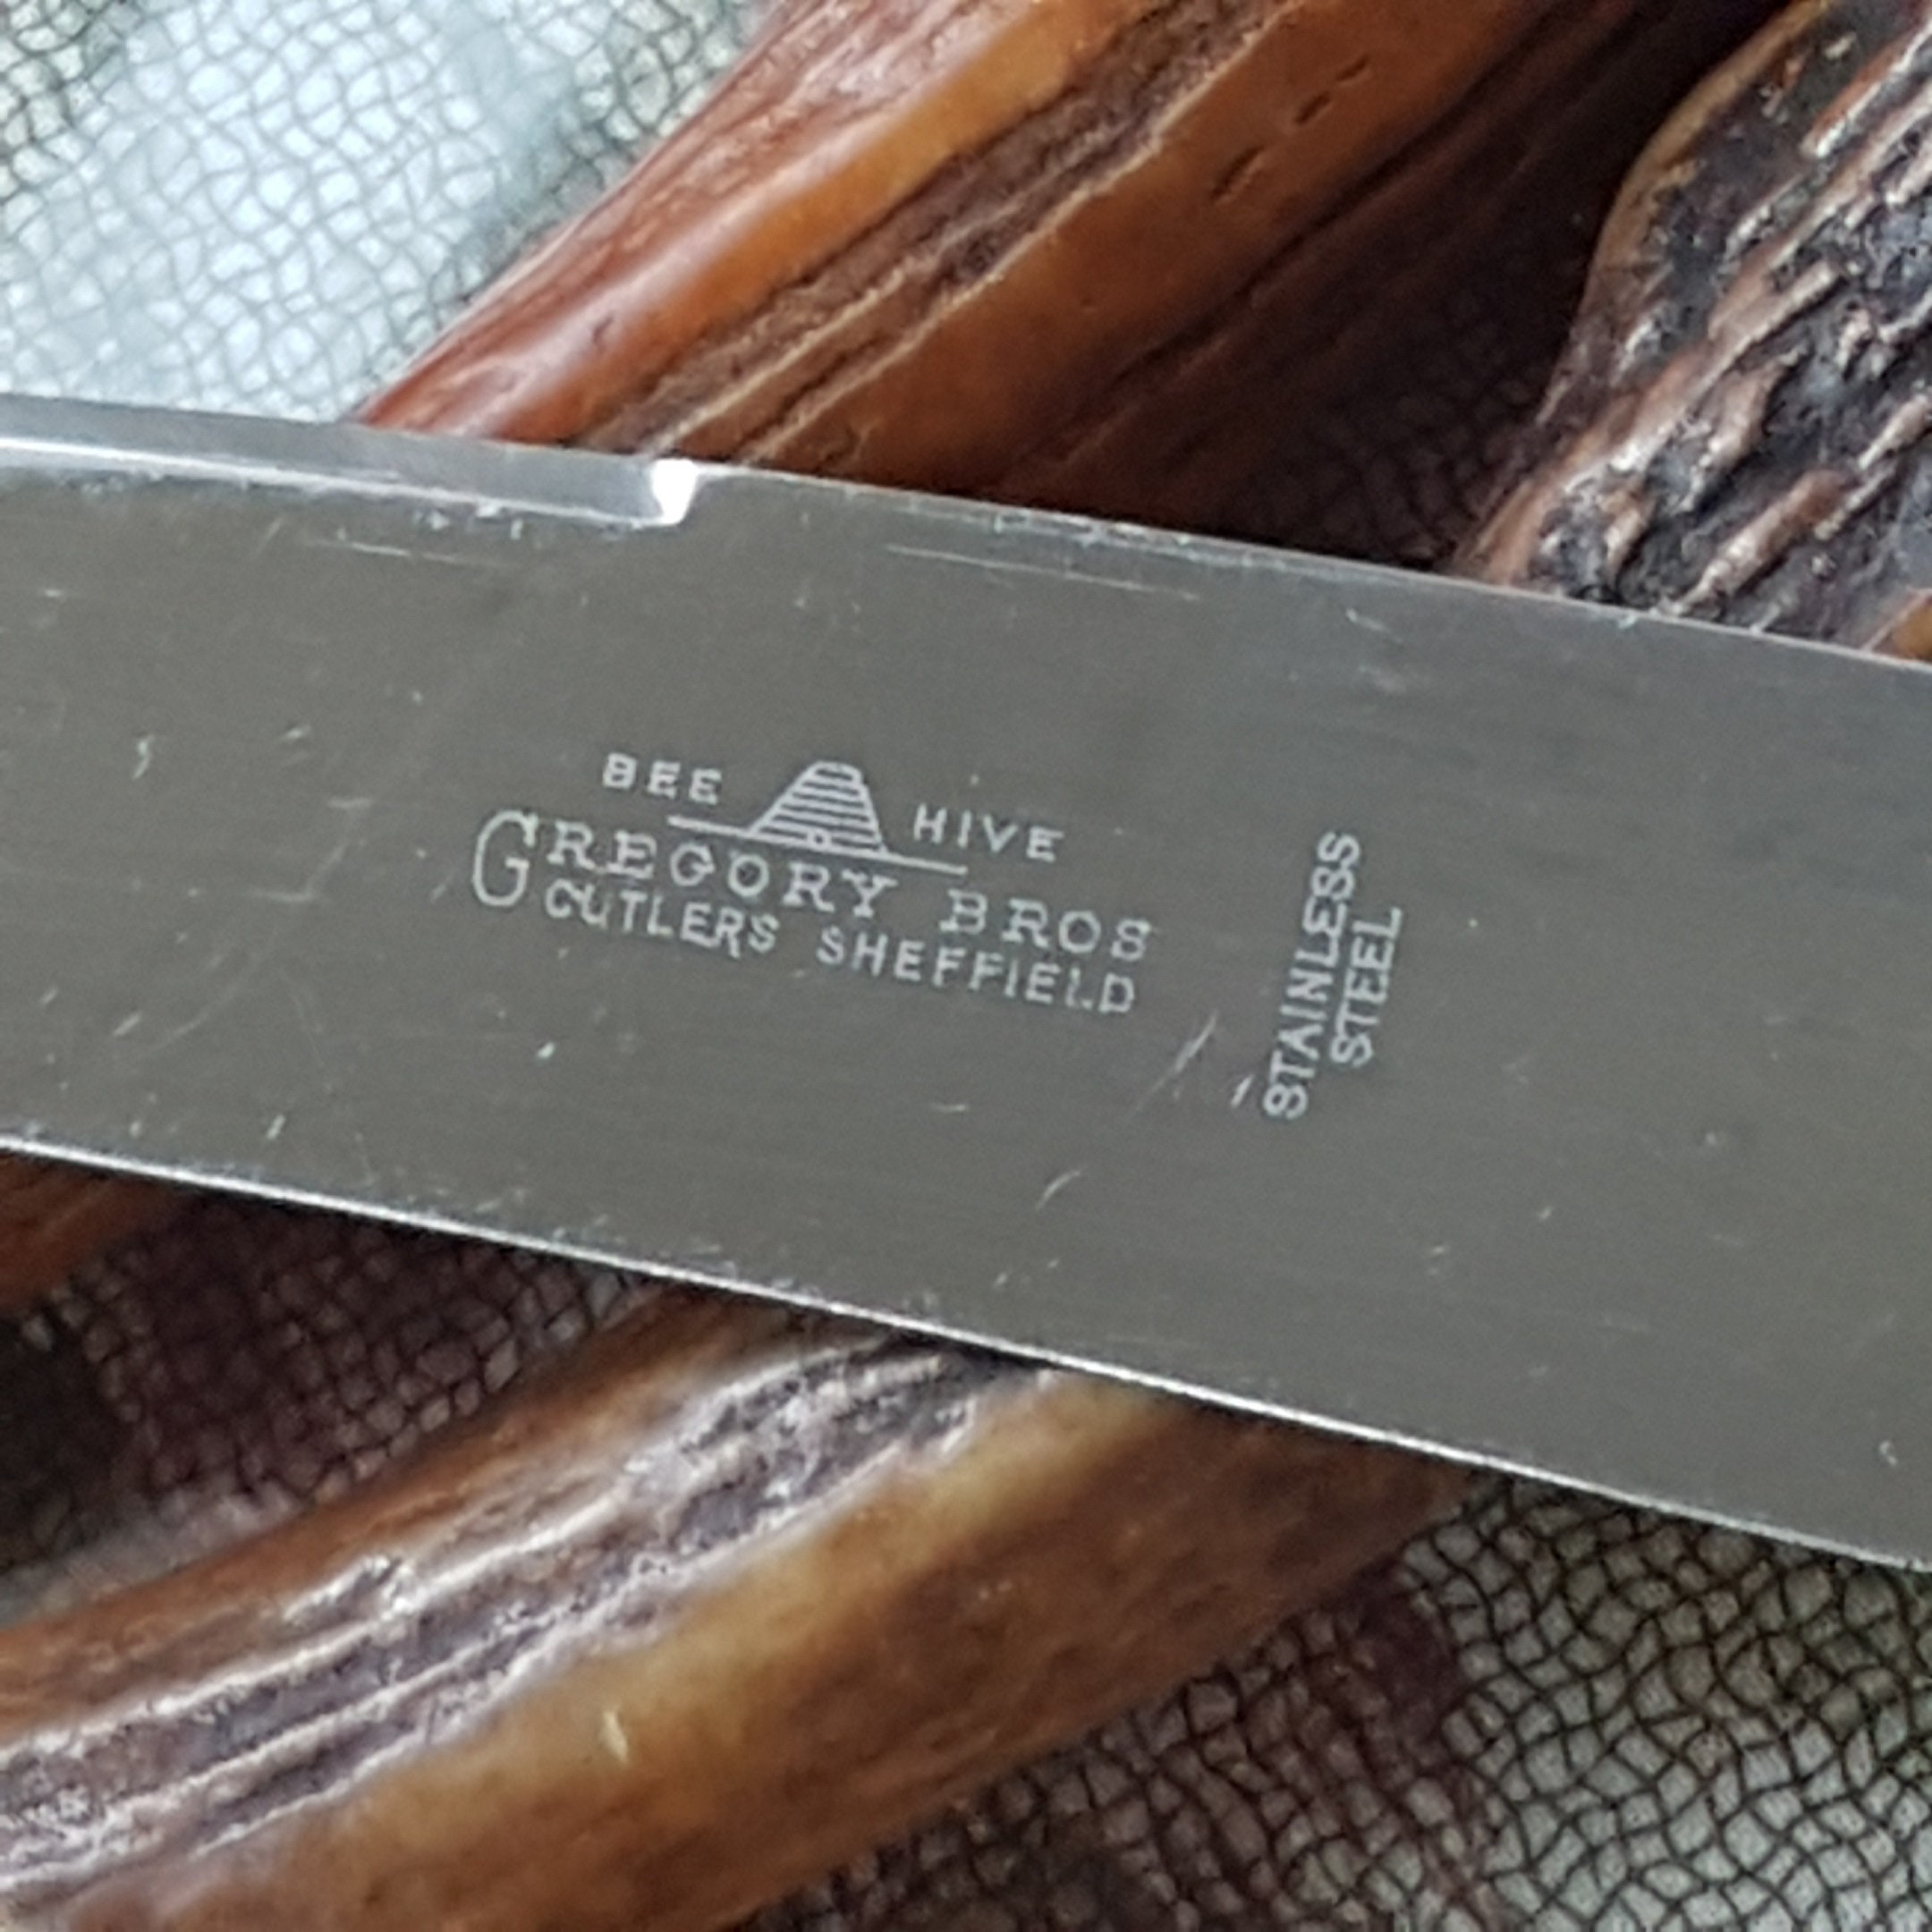 BEE HIVE
GREGORY BROS
CUTLERS SHEFFIELD
STAINLESS
STEEL